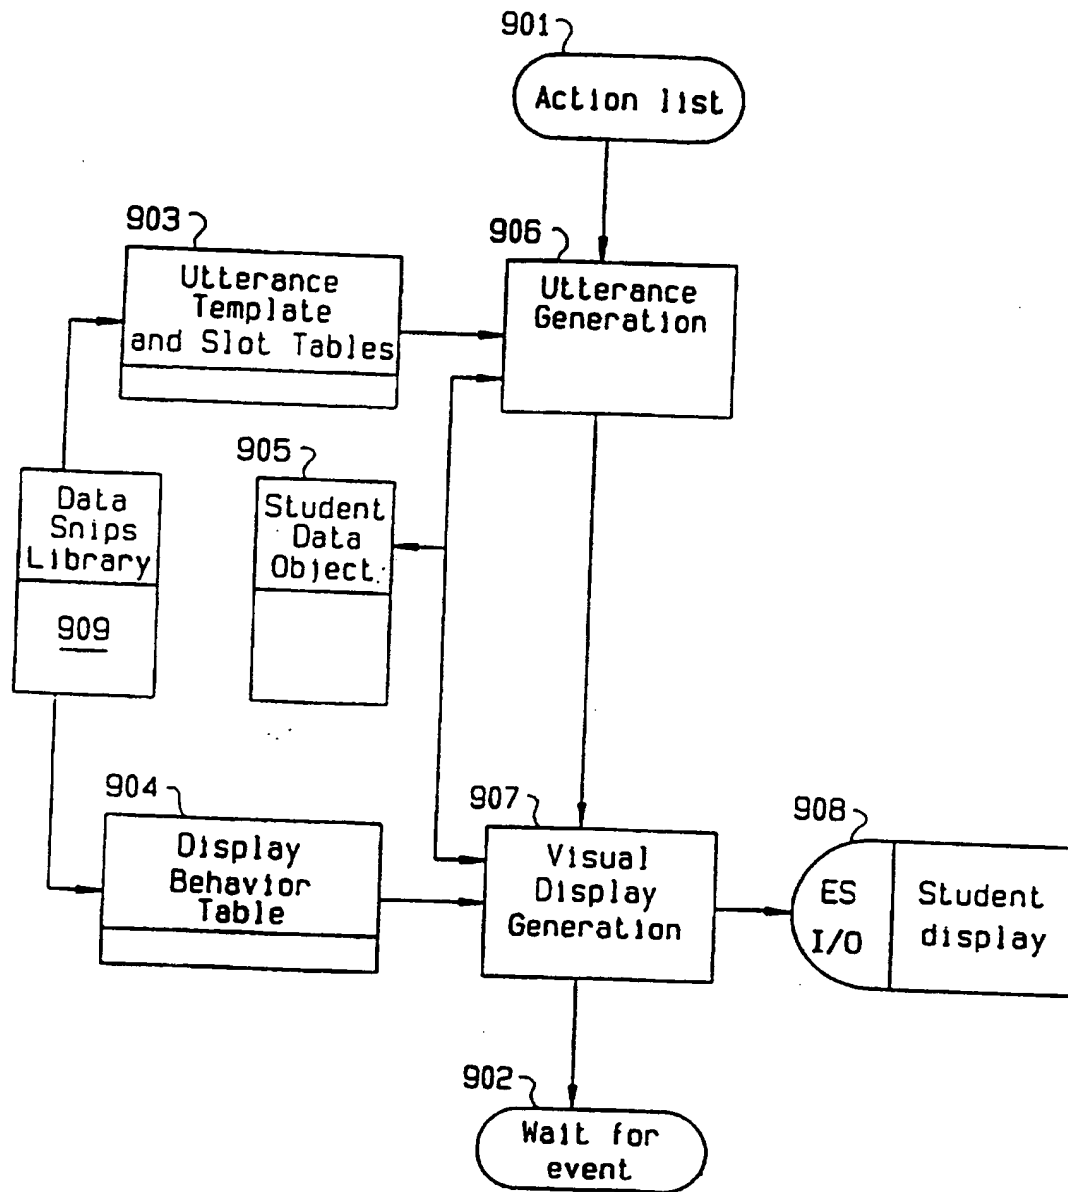 901
Action list
903
Utterance
Template
and Slot Tables
906
Utterance
Generation
905
Student
Data
Object
Data
Snips
Library
909
904
Display
Behavior
Table
907
Visual
Display
Generation
908
ES
I/O
Student
display
902
Wait for
event